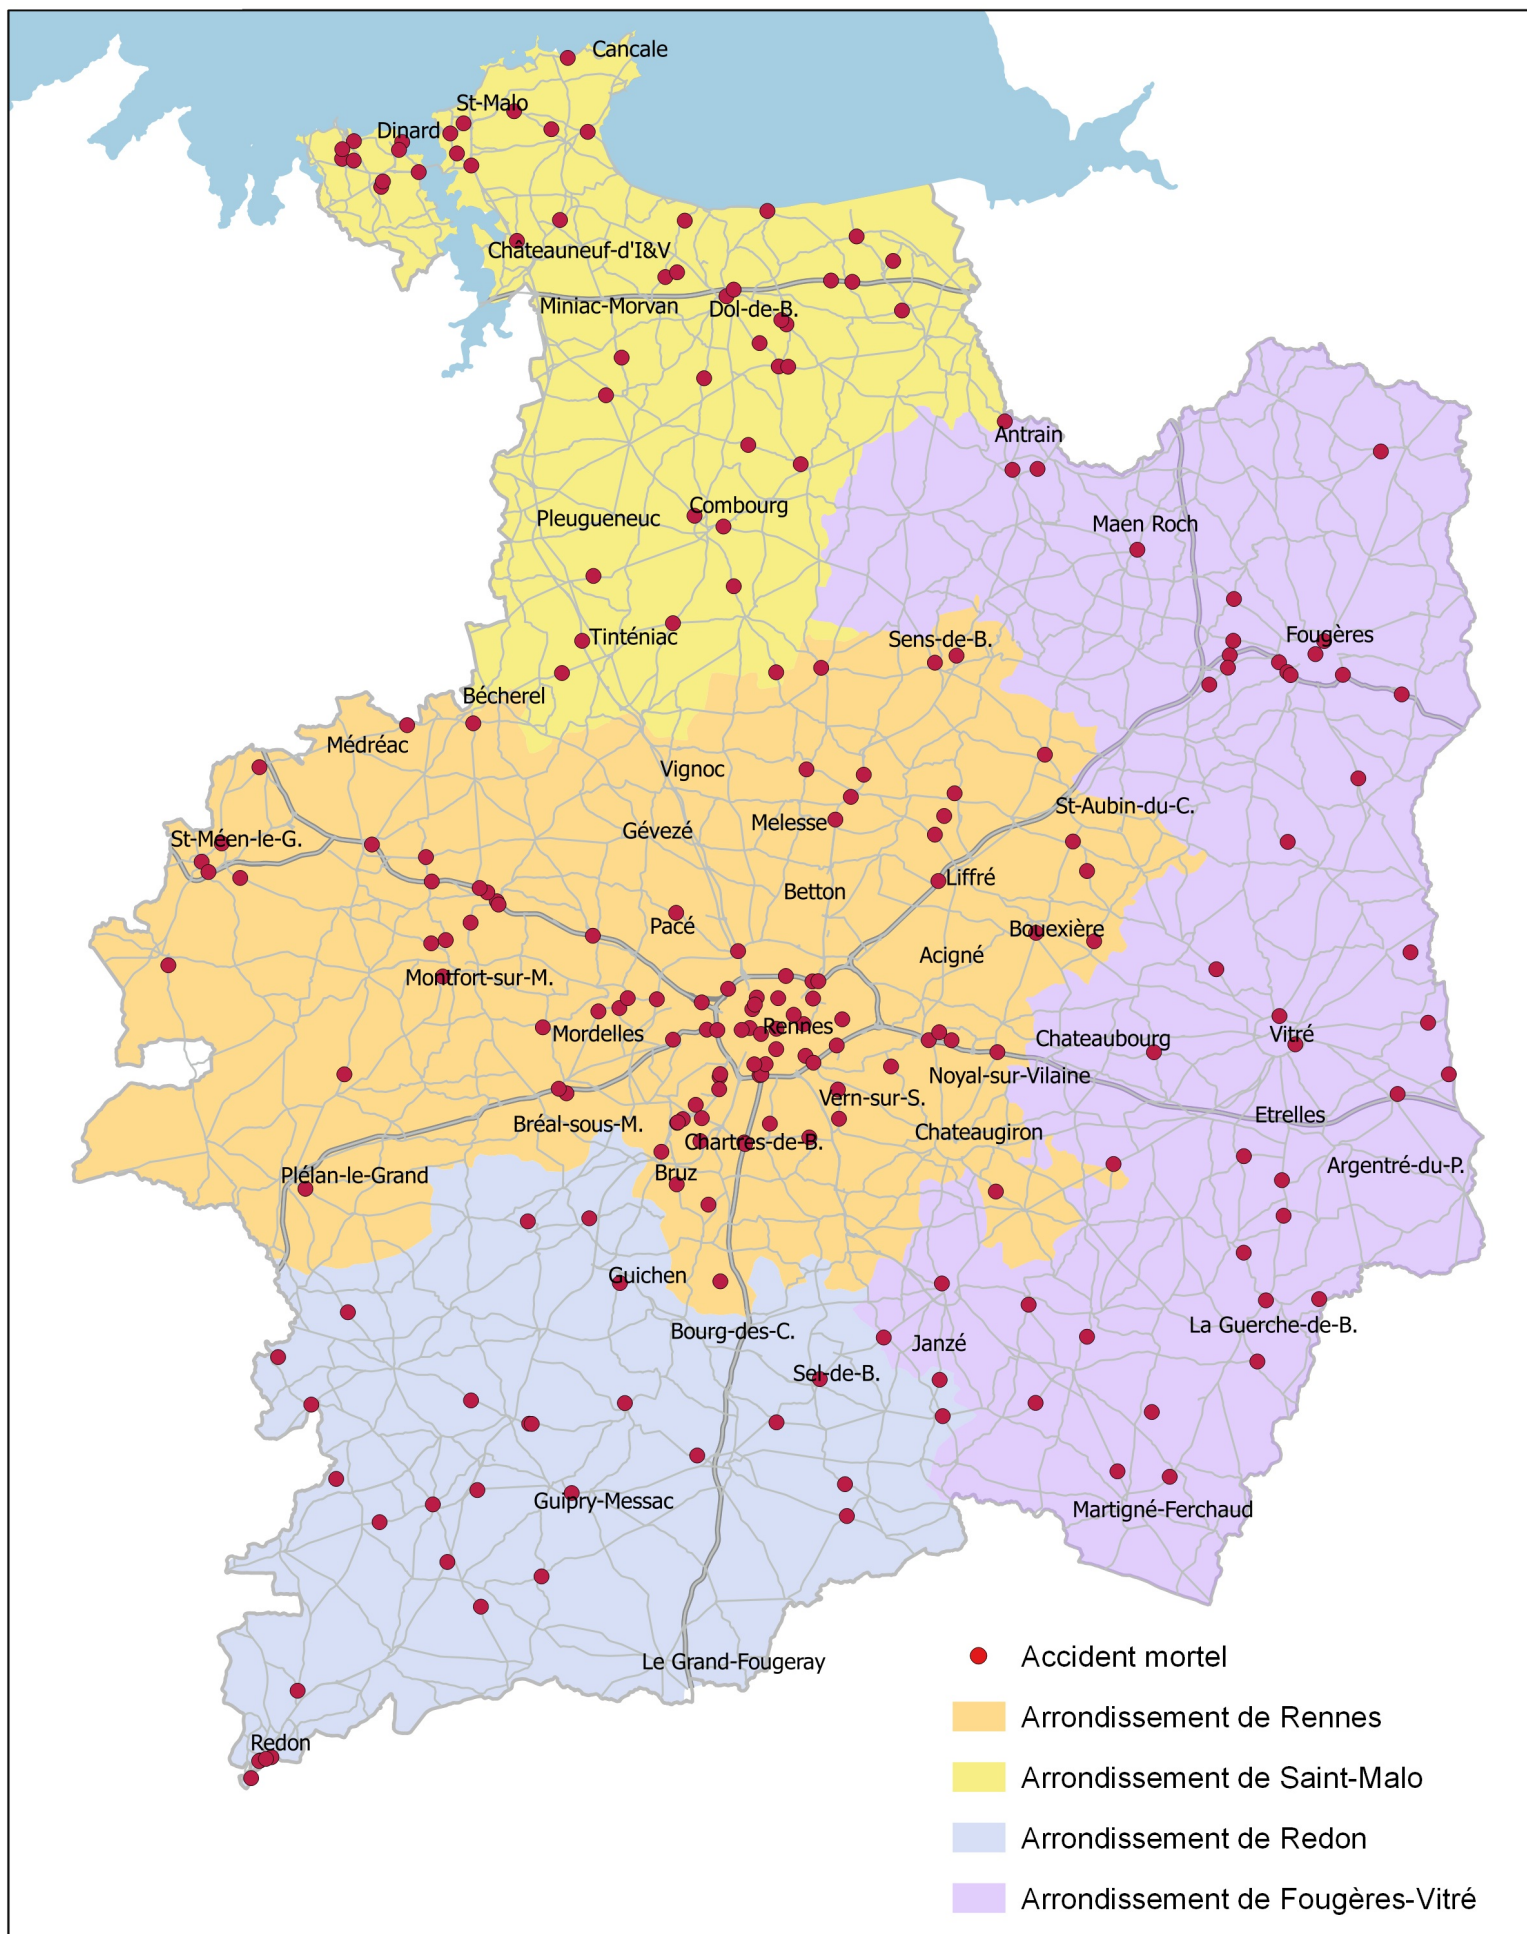 Cancale
St-Malo
Dinard
Châteauneuf-d'I&V
Miniac-Morvan
Dol-de-B.
Antrain
Combourg
Pleugueneuc
Maen Roch
Tinténiac
Sens-de-B.
Fougères
Bécherel
Médréac
Vignoc
St-Aubin-du-C.
Melesse
Gévezé
St-Méen-le-G.
Liffré
Betton
Pacé
Bouexière
Acigné
Montfort-sur-M.
Rennes
Mordelles
Chateaubourg
Vitré
Noyal-sur-Vilaine
Vern-sur-S.
Etrelles
Bréal-sous-M.
Chateaugiron
Chartres-de-B.
Argentré-du-P.
Bruz
Plélan-le-Grand
Guichen
La Guerche-de-B.
Bourg-des-C.
Janzé
Sel-de-B.
Guipry-Messac
Martigné-Ferchaud
Le Grand-Fougeray
Redon
Accident mortel
Arrondissement de Rennes
Arrondissement de Saint-Malo
Arrondissement de Redon
Arrondissement de Fougères-Vitré